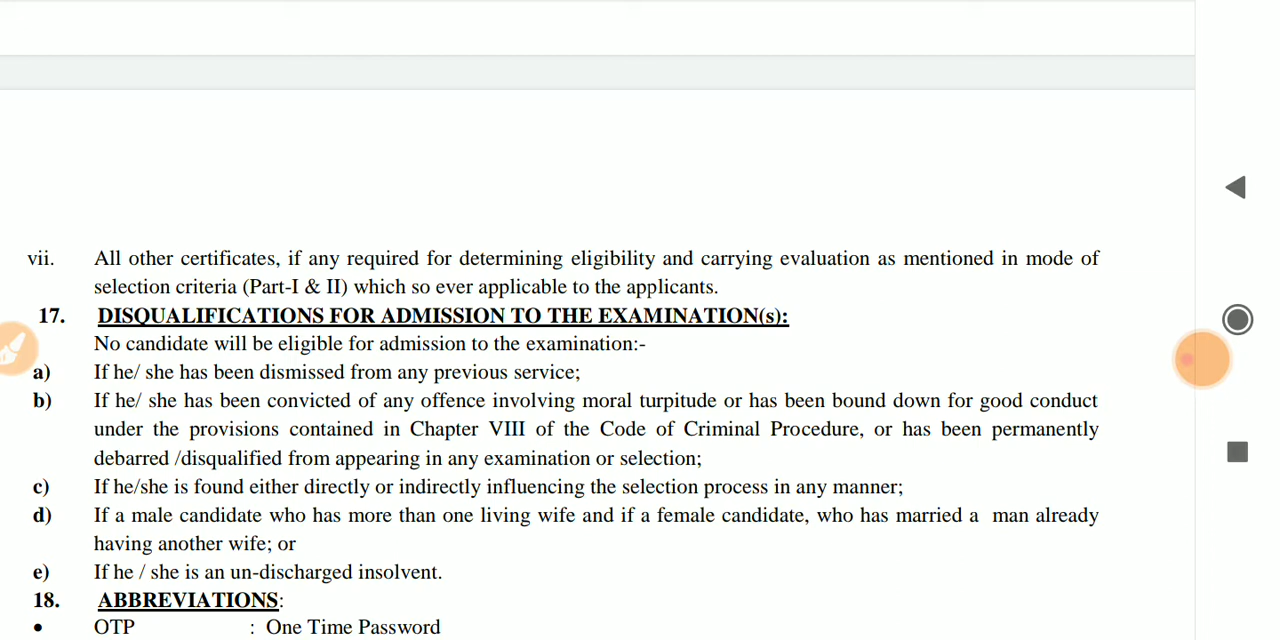 vii. All other certificates, if any required for determining eligibility and carrying evaluation as mentioned in mode of
selection criteria (Part-I & II) which so ever applicable to the applicants.
17. DISQUALIFICATIONS FOR ADMISSION TO THE EXAMINATION(s):
No candidate will be eligible for admission to the examination:-
a) If he/ she has been dismissed from any previous service;
b) If he/ she has been convicted of any offence involving moral turpitude or has been bound down for good conduct
under the provisions contained in Chapter VIII of the Code of Criminal Procedure, or has been permanently
debarred /disqualified from appearing in any examination or selection;
c) If he/she is found either directly or indirectly influencing the selection process in any manner;
d) If a male candidate who has more than one living wife and if a female candidate, who has married a man already
having another wife; or
e) If he / she is an un-discharged insolvent.
18. ABBREVIATIONS:
• OTP : One Time Password